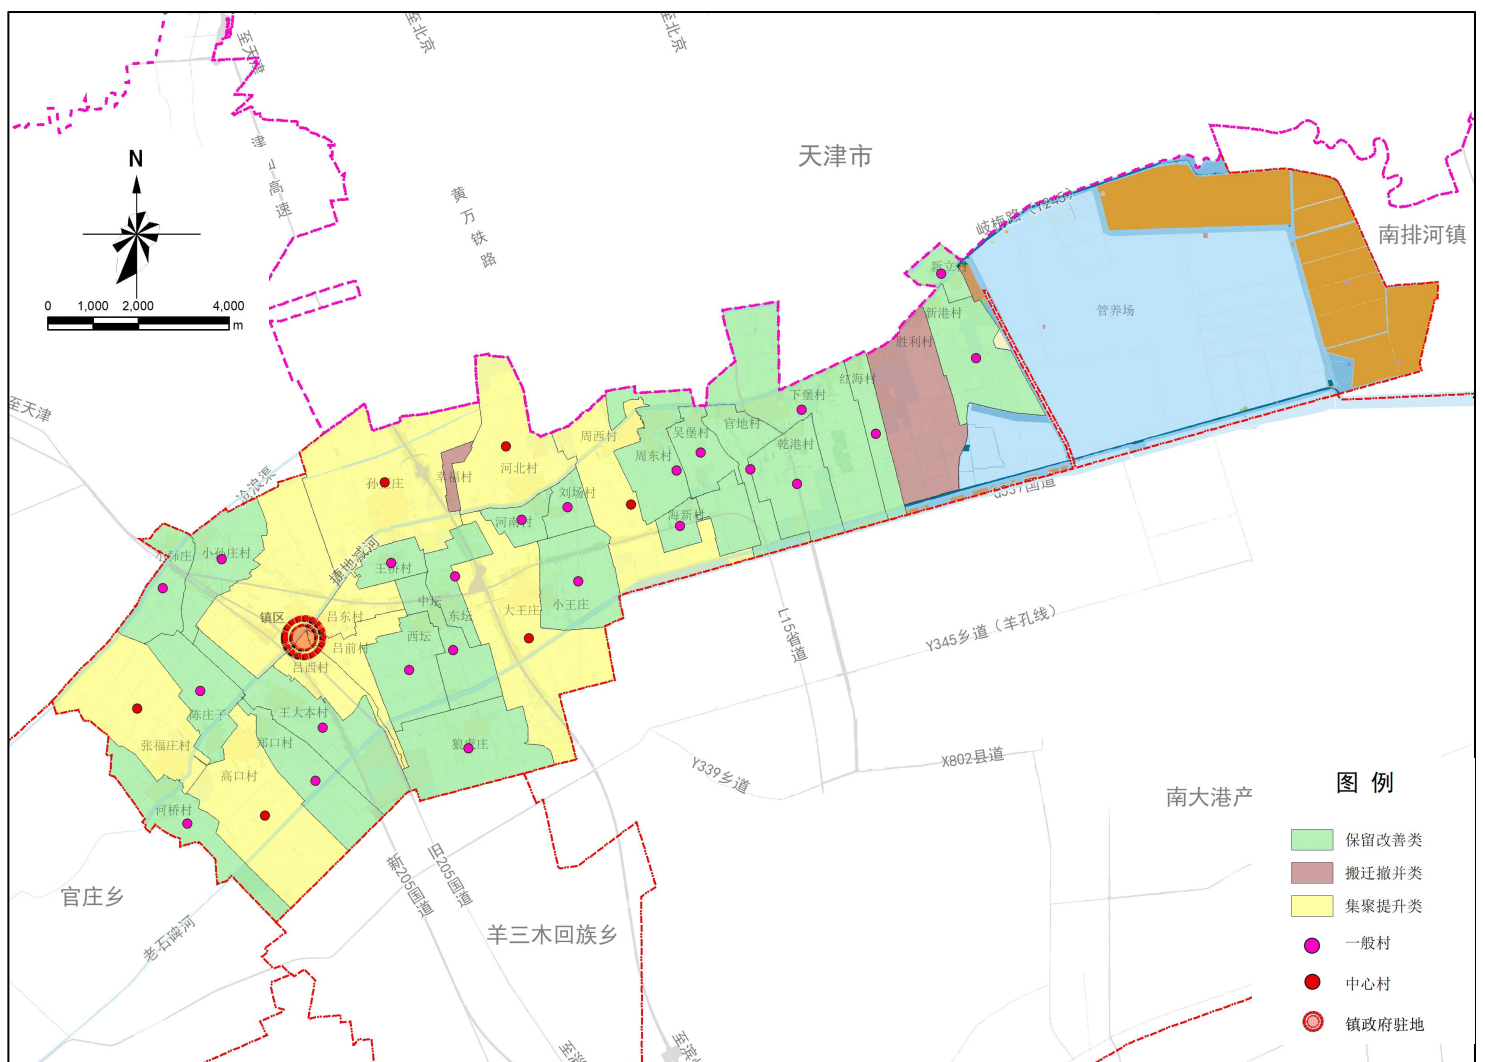 至天津
至北京
至北京
津
山
高
速
N
0 1,000 2,000 4,000
m
黄
万
铁
路
天津市
岐梅路（Y245）
南排河镇
新立村
新港村
管养场
胜利村
红海村
下堡村
官地村
乾港村
吴堡村
周西村
周东村
海新村
河北村
幸福村
刘场村
河南村
至天津
沧浪渠
小孙庄村
捷地减河
王桥村
中坛
东坛
西坛
大王庄
小王庄
镇区
吕东村
吕前村
吕西村
陈庄子
王大本村
郑口村
张福庄村
高口村
何桥村
狼虎庄
L15省道
G337国道
Y345乡道（羊孔线）
Y339乡道
X802县道
南大港产
新205国道
旧205国道
官庄乡
老石碑河
羊三木回族乡
图 例
保留改善类
搬迁撤并类
集聚提升类
一般村
中心村
镇政府驻地